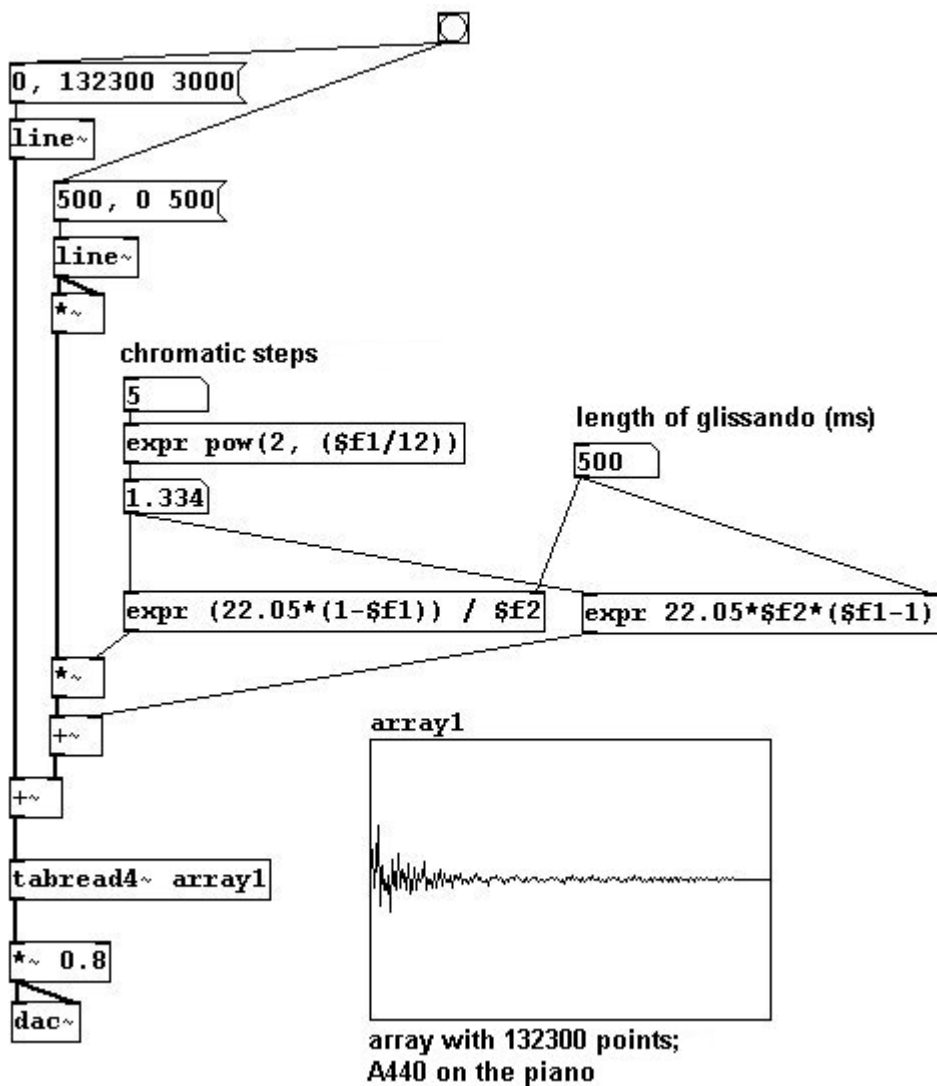 0, 132300 3000
line~
500, 0 500
line~
*~
chromatic steps
5
expr pow(2, ($f1/12))
1.334
length of glissando (ms)
500
expr (22.05*(1-$f1)) / $f2
expr 22.05*$f2*($f1-1)
*~
+~
+~
tabread4~ array1
*~ 0.8
dac~
array1
array with 132300 points;
A440 on the piano